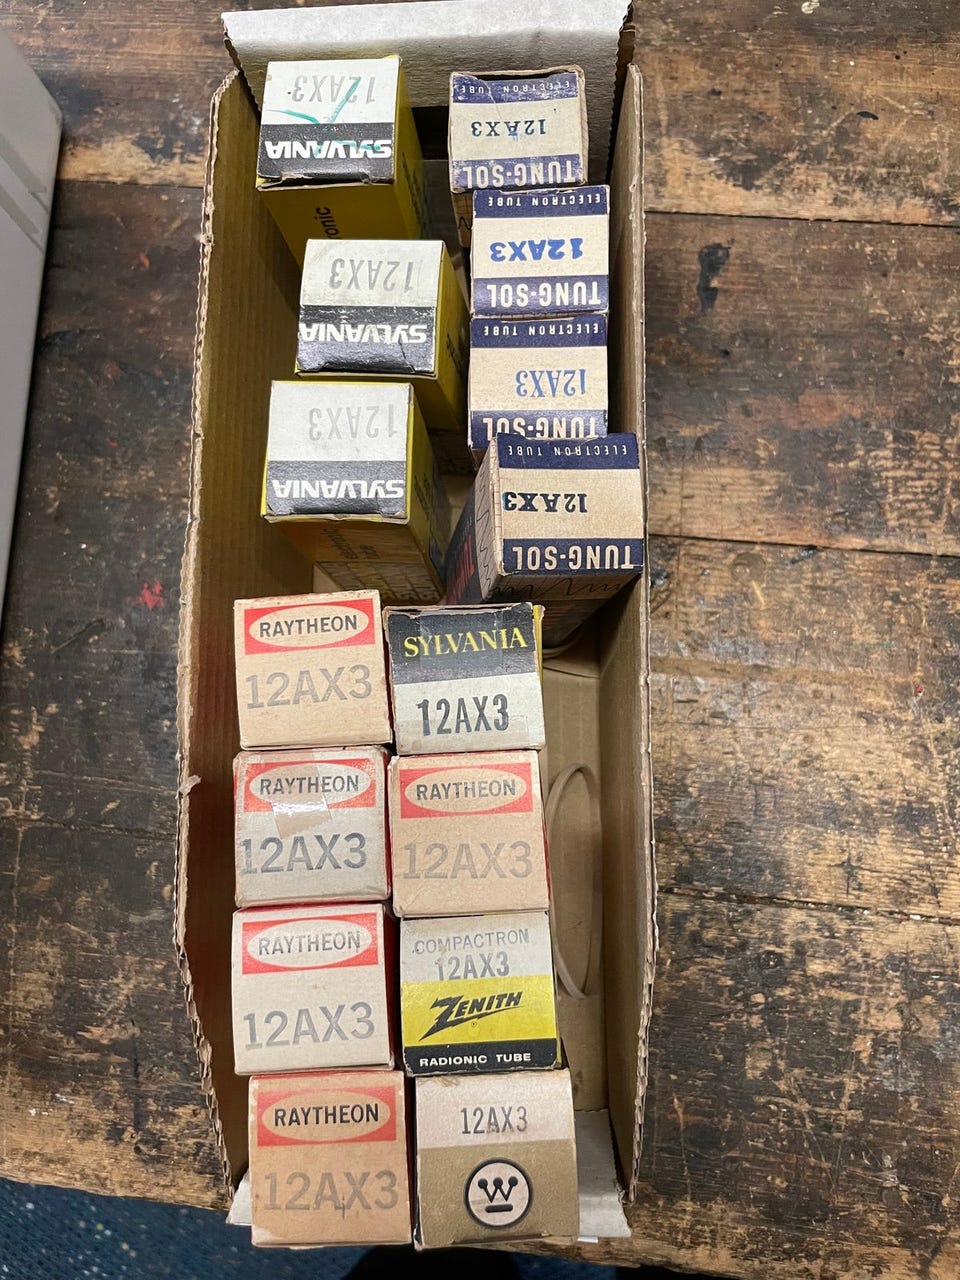 12AX3
SYLVANIA
onic
ELECTRON TUBE
12AX3
TUNG-SOL
ELECTRON TUBE
12AX3
TUNG-SOL
12AX3
SYLVANIA
ELECTRON TUBE
12AX3
TUNG-SOL
12AX3
SYLVANIA
ELECTRON TUBE
12AX3
TUNG-SOL
RAYTHEON
12AX3
SYLVANIA
12AX3
RAYTHEON
12AX3
RAYTHEON
12AX3
RAYTHEON
12AX3
COMPACTRON
12AX3
ZENITH
®
RADIONIC TUBE
RAYTHEON
12AX3
12AX3
W